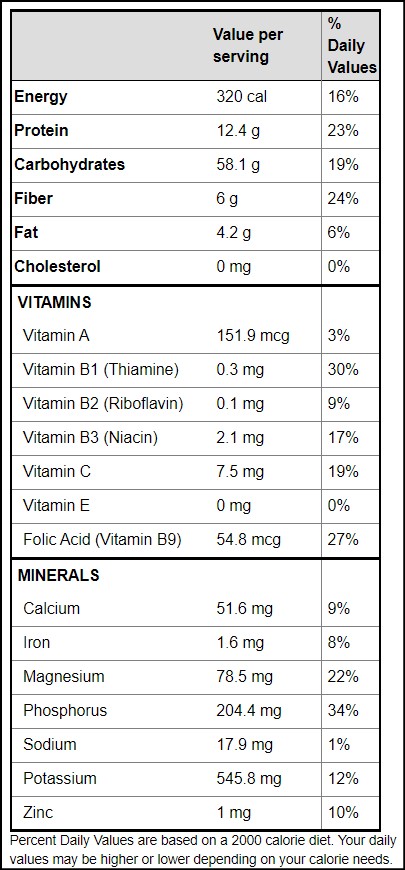 Value per serving % Daily Values
Energy 320 cal 16%
Protein 12.4 g 23%
Carbohydrates 58.1 g 19%
Fiber 6 g 24%
Fat 4.2 g 6%
Cholesterol 0 mg 0%
VITAMINS
Vitamin A 151.9 mcg 3%
Vitamin B1 (Thiamine) 0.3 mg 30%
Vitamin B2 (Riboflavin) 0.1 mg 9%
Vitamin B3 (Niacin) 2.1 mg 17%
Vitamin C 7.5 mg 19%
Vitamin E 0 mg 0%
Folic Acid (Vitamin B9) 54.8 mcg 27%
MINERALS
Calcium 51.6 mg 9%
Iron 1.6 mg 8%
Magnesium 78.5 mg 22%
Phosphorus 204.4 mg 34%
Sodium 17.9 mg 1%
Potassium 545.8 mg 12%
Zinc 1 mg 10%
Percent Daily Values are based on a 2000 calorie diet. Your daily
values may be higher or lower depending on your calorie needs.